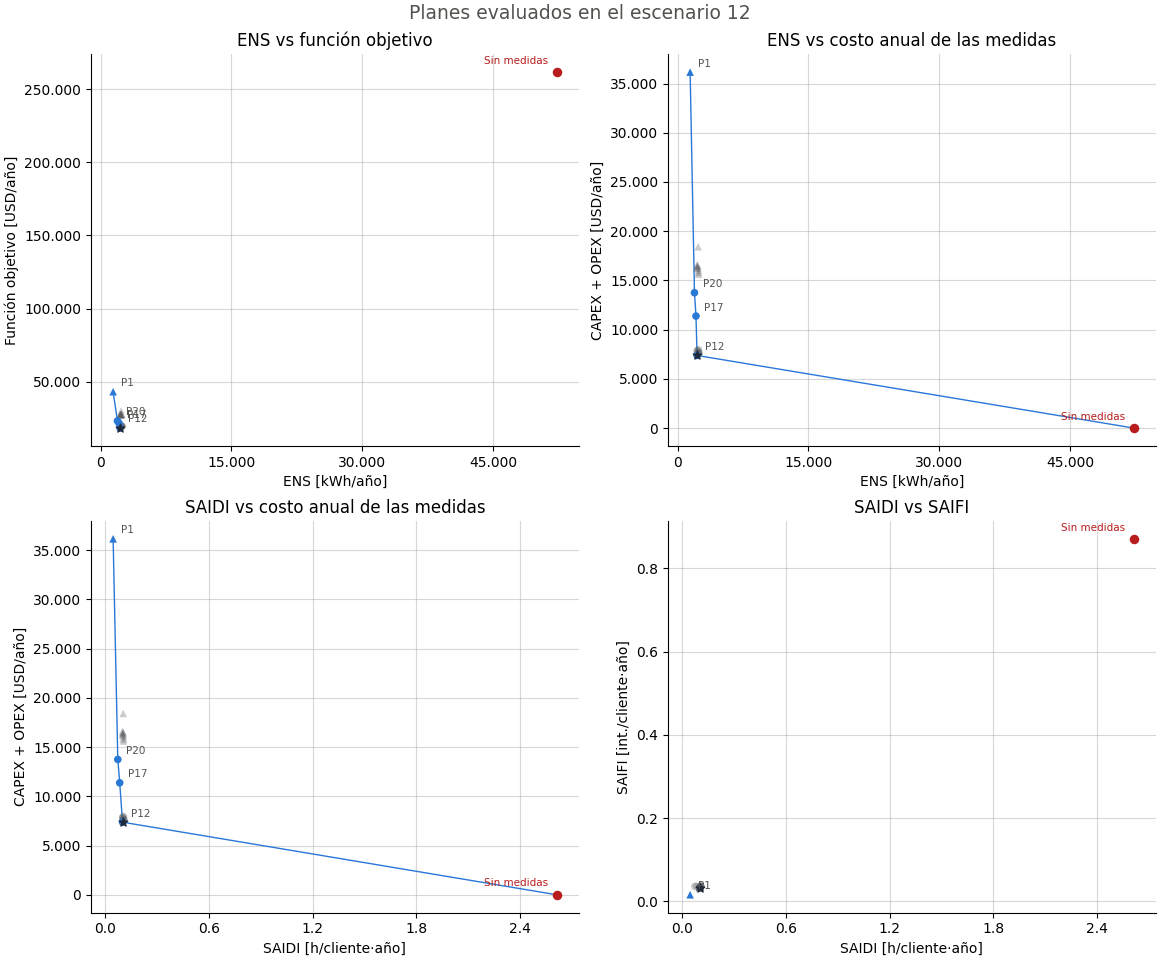 Planes evaluados en el escenario 12
ENS vs función objetivo
Función objetivo [USD/año]
250.000
200.000
150.000
100.000
50.000
Sin medidas
P1
P20
P17
P12
0
15.000
30.000
45.000
ENS [kWh/año]
ENS vs costo anual de las medidas
CAPEX + OPEX [USD/año]
35.000
30.000
25.000
20.000
15.000
10.000
5.000
0
P1
P20
P17
P12
Sin medidas
0
15.000
30.000
45.000
ENS [kWh/año]
SAIDI vs costo anual de las medidas
CAPEX + OPEX [USD/año]
35.000
30.000
25.000
20.000
15.000
10.000
5.000
0
P1
P20
P17
P12
Sin medidas
0.0
0.6
1.2
1.8
2.4
SAIDI [h/cliente·año]
SAIDI vs SAIFI
SAIFI [int./cliente·año]
0.8
0.6
0.4
0.2
0.0
Sin medidas
P1
0.0
0.6
1.2
1.8
2.4
SAIDI [h/cliente·año]